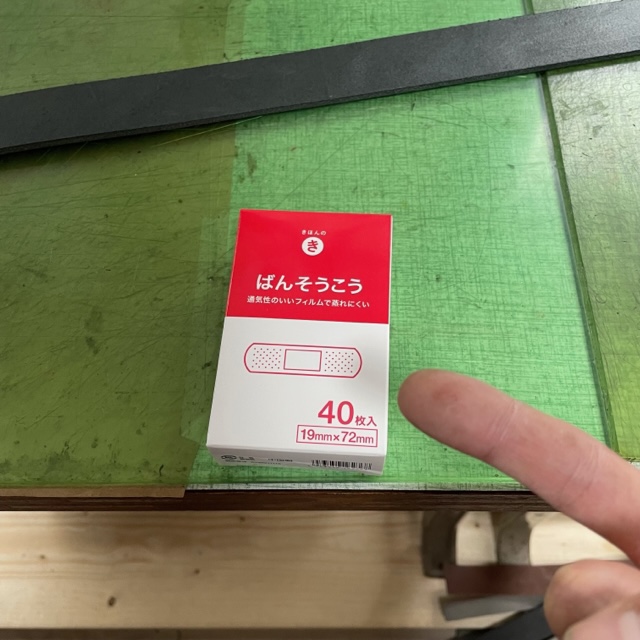 きほんの
き
ばんそうこう
通気性のいいフィルムで蒸れにくい
40枚入
19mm×72mm